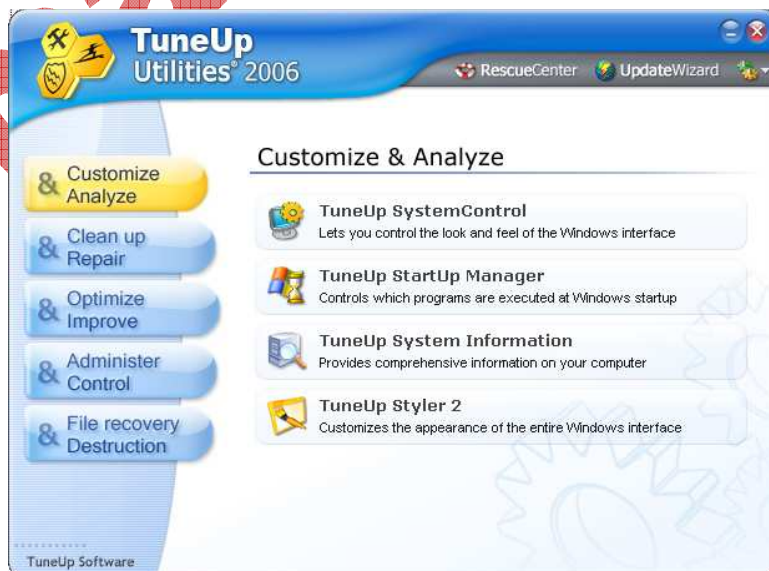 TuneUp
Utilities® 2006
RescueCenter
UpdateWizard
& Customize
Analyze
& Clean up
Repair
& Optimize
Improve
& Administer
Control
& File recovery
Destruction
Customize & Analyze
TuneUp SystemControl
Lets you control the look and feel of the Windows interface
TuneUp StartUp Manager
Controls which programs are executed at Windows startup
TuneUp System Information
Provides comprehensive information on your computer
TuneUp Styler 2
Customizes the appearance of the entire Windows interface
TuneUp Software